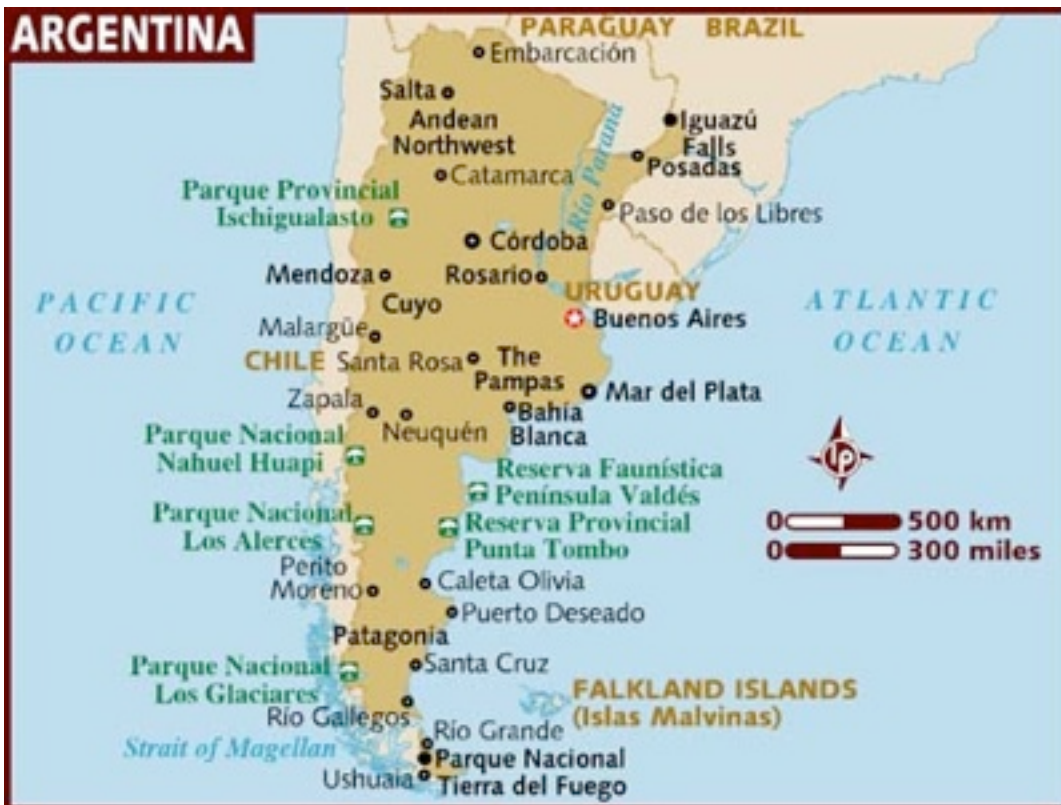 ARGENTINA
PARAGUAY
BRAZIL
Embarcación
Salta
Andean
Northwest
Río Paraná
Iguazú
Falls
Posadas
Catamarca
Parque Provincial
Ischigualasto
Paso de los Libres
Córdoba
Mendoza
Rosario
Cuyo
URUGUAY
PACIFIC
OCEAN
ATLANTIC
OCEAN
Buenos Aires
Malargüe
CHILE
Santa Rosa
The
Pampas
Mar del Plata
Zapala
Neuquén
Bahía
Blanca
Parque Nacional
Nahuel Huapi
Reserva Faunística
Península Valdés
Parque Nacional
Los Alerces
Reserva Provincial
Punta Tombo
lp
0 500 km
0 300 miles
Perito
Moreno
Caleta Olivia
Puerto Deseado
Patagonia
Santa Cruz
Parque Nacional
Los Glaciares
FALKLAND ISLANDS
(Islas Malvinas)
Río Gallegos
Río Grande
Strait of Magellan
Parque Nacional
Tierra del Fuego
Ushuaia